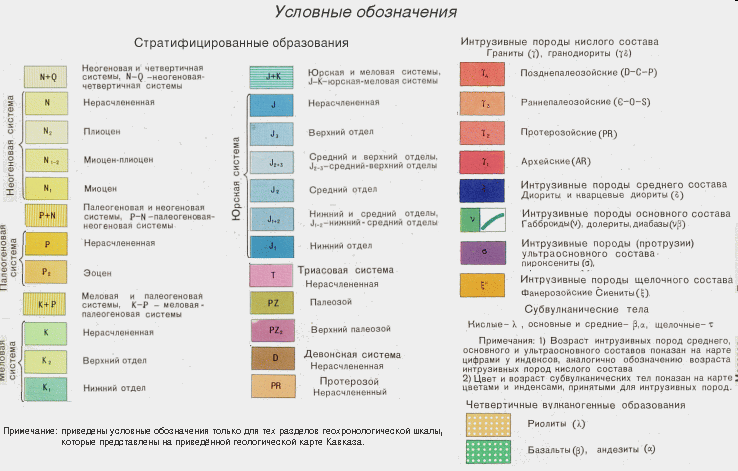 Условные обозначения
Стратифицированные образования
N+Q
Неогеновая и четвертичная
системы, N-Q -неогеновая-
четвертичная системы
Неогеновая система
N
Нерасчлененная
N₂
Плиоцен
N₁₋₂
Миоцен-плиоцен
N₁
Миоцен
P+N
Палеогеновая и неогеновая
системы, P-N-палеогеновая-
неогеновая системы
Палеогеновая
система
P
Нерасчлененная
P₂
Эоцен
K+P
Меловая и палеогеновая
системы, K-P - меловая-
палеогеновая системы
Меловая
система
K
Нерасчлененная
K₂
Верхний отдел
K₁
Нижний отдел
J+K
Юрская и меловая системы,
J-K-юрская-меловая системы
Юрская система
J
Нерасчлененная
J₃
Верхний отдел
J₂₊₃
Средний и верхний отделы,
J₂₋₃-средний-верхний отделы
J₂
Средний отдел
J₁₊₂
Нижний и средний отделы,
J₁₋₂-нижний-средний отделы
J₁
Нижний отдел
T
Триасовая система
Нерасчлененная
PZ
Палеозой
PZ₂
Верхний палеозой
D
Девонская система
Нерасчлененная
PR
Протерозой
Нерасчлененный
Интрузивные породы кислого состава
Граниты (γ), гранодиориты (γδ)
γ₄
Позднепалеозойские (D-C-P)
γ₃
Раннепалеозойские (Є-O-S)
γ₂
Протерозойские (PR)
γ₁
Архейские (AR)
Интрузивные породы среднего состава
Диориты и кварцевые диориты (δ)
ν
Интрузивные породы основного состава
Габброиды(ν), долериты, диабазы(νβ)
σ
Интрузивные породы (протрузии)
ультраосновного состава-
пироксениты (σ),
ξ
Интрузивные породы щелочного состава
Фанерозойские Сиениты (ξ)
Субвулканические тела
Кислые-λ, основные и средние-β,α, щелочные-τ
Примечания: 1) Возраст интрузивных пород среднего,
основного и ультраосновного составов показан на карте
цифрами у индексов, аналогично обозначению возраста
интрузивных пород кислого состава
2) Цвет и возраст субвулканических тел показан на карте
цветами и индексами, принятыми для интрузивных пород.
Четвертичные вулканогенные образования
Риолиты (λ)
Базальты(β), андезиты (α)
Примечание: приведены условные обозначения только для тех разделов геохронологической шкалы,
которые представлены на приведённой геологической карте Кавказа.